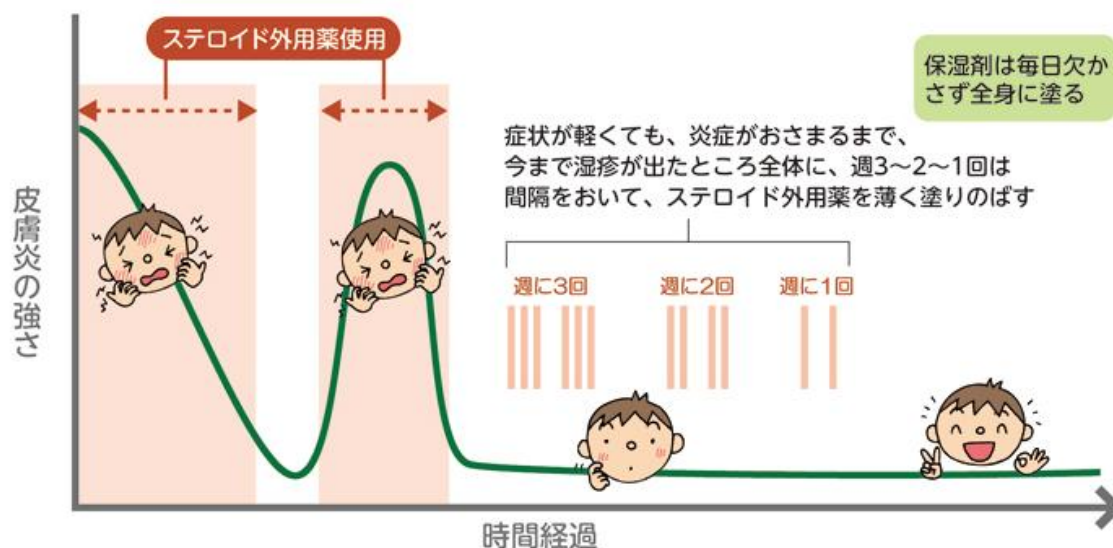 ステロイド外用薬使用
保湿剤は毎日欠か
さず全身に塗る
症状が軽くても、炎症がおさまるまで、
今まで湿疹が出たところ全体に、週3〜2〜1回は
間隔をおいて、ステロイド外用薬を薄く塗りのばす
週に3回
週に2回
週に1回
皮膚炎の強さ
時間経過